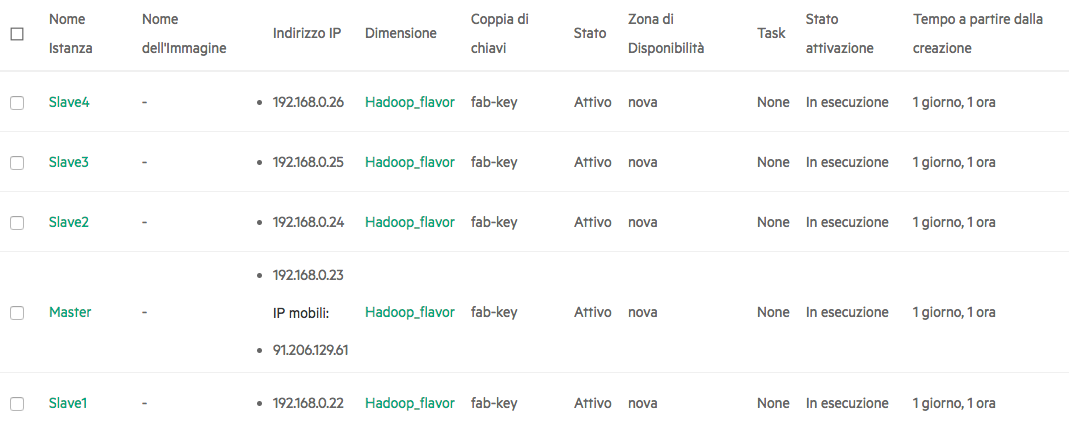 Nome Istanza Nome dell'Immagine Indirizzo IP Dimensione Coppia di chiavi Stato Zona di Disponibilità Task Stato attivazione Tempo a partire dalla creazione
Slave4 - • 192.168.0.26 Hadoop_flavor fab-key Attivo nova None In esecuzione 1 giorno, 1 ora
Slave3 - • 192.168.0.25 Hadoop_flavor fab-key Attivo nova None In esecuzione 1 giorno, 1 ora
Slave2 - • 192.168.0.24 Hadoop_flavor fab-key Attivo nova None In esecuzione 1 giorno, 1 ora
• 192.168.0.23
Master - IP mobili: Hadoop_flavor fab-key Attivo nova None In esecuzione 1 giorno, 1 ora
• 91.206.129.61
Slave1 - • 192.168.0.22 Hadoop_flavor fab-key Attivo nova None In esecuzione 1 giorno, 1 ora